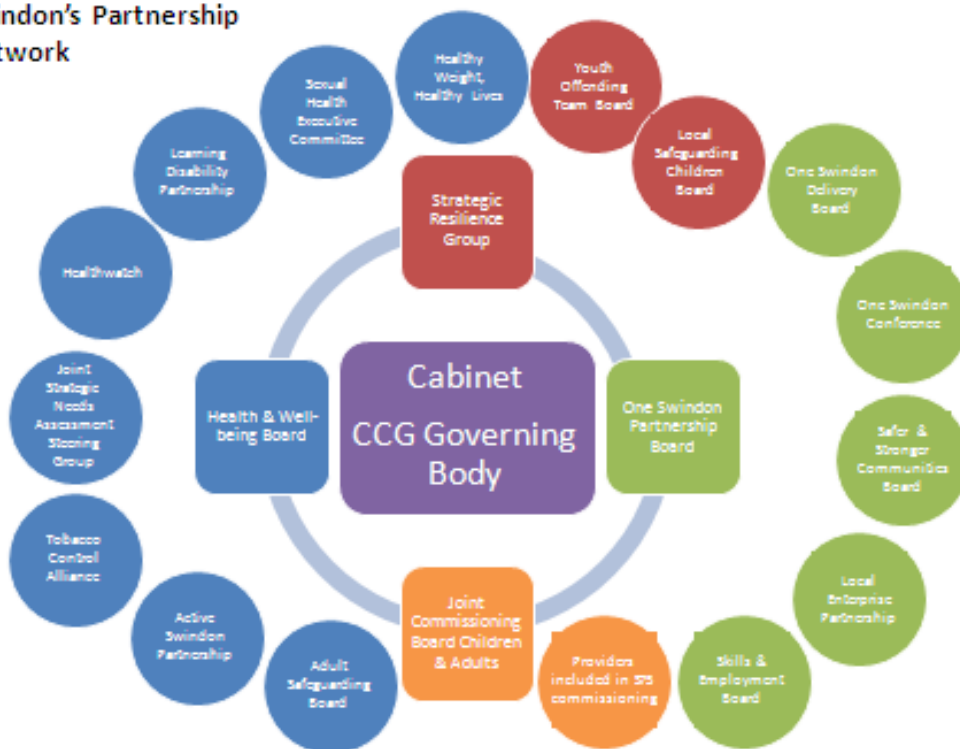 indon's Partnership
twork
Healthy
Weight,
Healthy Lives
Youth
Offending
Team Board
Sexual
Health
Executive
Committee
Local
Safeguarding
Children
Board
Learning
Disability
Partnership
One Swindon
Delivery
Board
Strategic
Resilience
Group
Healthwatch
One Swindon
Conference
Joint
Strategic
Needs
Assessment
Steering
Group
Health & Well-
being Board
Cabinet
CCG Governing
Body
One Swindon
Partnership
Board
Safer &
Stronger
Communities
Board
Tobacco
Control
Alliance
Local
Enterprise
Partnership
Active
Swindon
Partnership
Joint
Commissioning
Board Children
& Adults
Adult
Safeguarding
Board
Providers
included in S75
commissioning
Skills &
Employment
Board